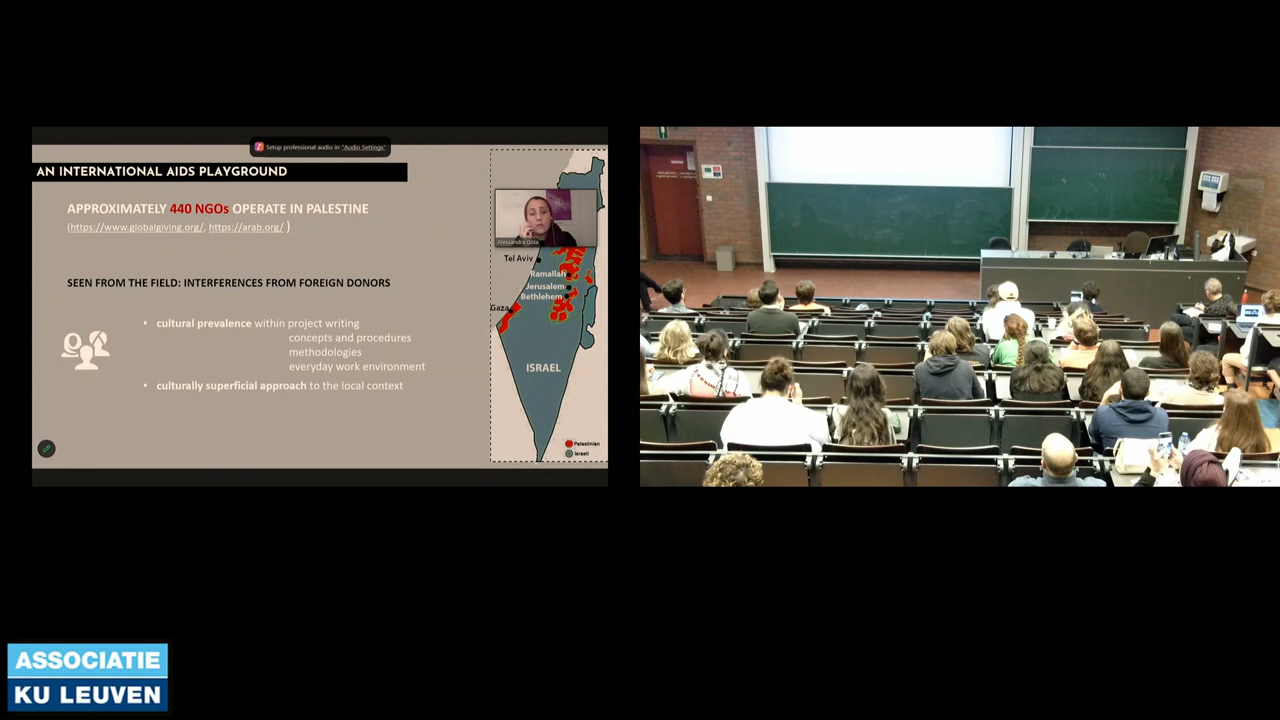 Setup professional audio in "Audio Settings"
AN INTERNATIONAL AIDS PLAYGROUND
APPROXIMATELY 440 NGOs OPERATE IN PALESTINE
(https://www.globalgiving.org/, https://arab.org/ )
SEEN FROM THE FIELD: INTERFERENCES FROM FOREIGN DONORS
• cultural prevalence within project writing
concepts and procedures
methodologies
everyday work environment
• culturally superficial approach to the local context
Alessandra Gola
Tel Aviv
Ramallah
Jerusalem
Bethlehem
Gaza
ISRAEL
Palestinian
Israeli
ASSOCIATIE
KU LEUVEN